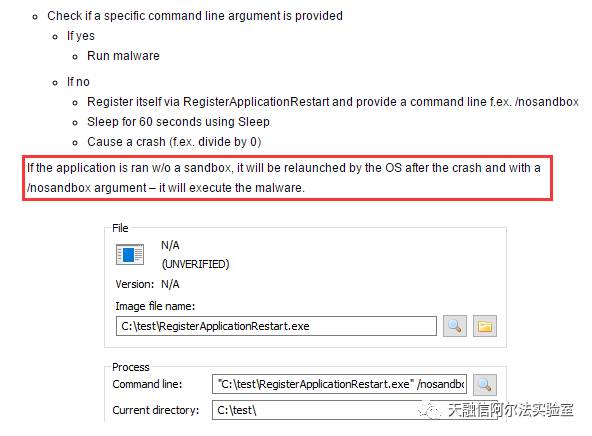 Check if a specific command line argument is provided
If yes
Run malware
If no
Register itself via RegisterApplicationRestart and provide a command line f.ex. /nosandbox
Sleep for 60 seconds using Sleep
Cause a crash (f.ex. divide by 0)
If the application is ran w/o a sandbox, it will be relaunched by the OS after the crash and with a
/nosandbox argument – it will execute the malware.
File
N/A
(UNVERIFIED)
Version: N/A
Image file name:
C:\test\RegisterApplicationRestart.exe
Process
Command line: "C:\test\RegisterApplicationRestart.exe" /nosandbo
Current directory: C:\test\
天融信阿尔法实验室